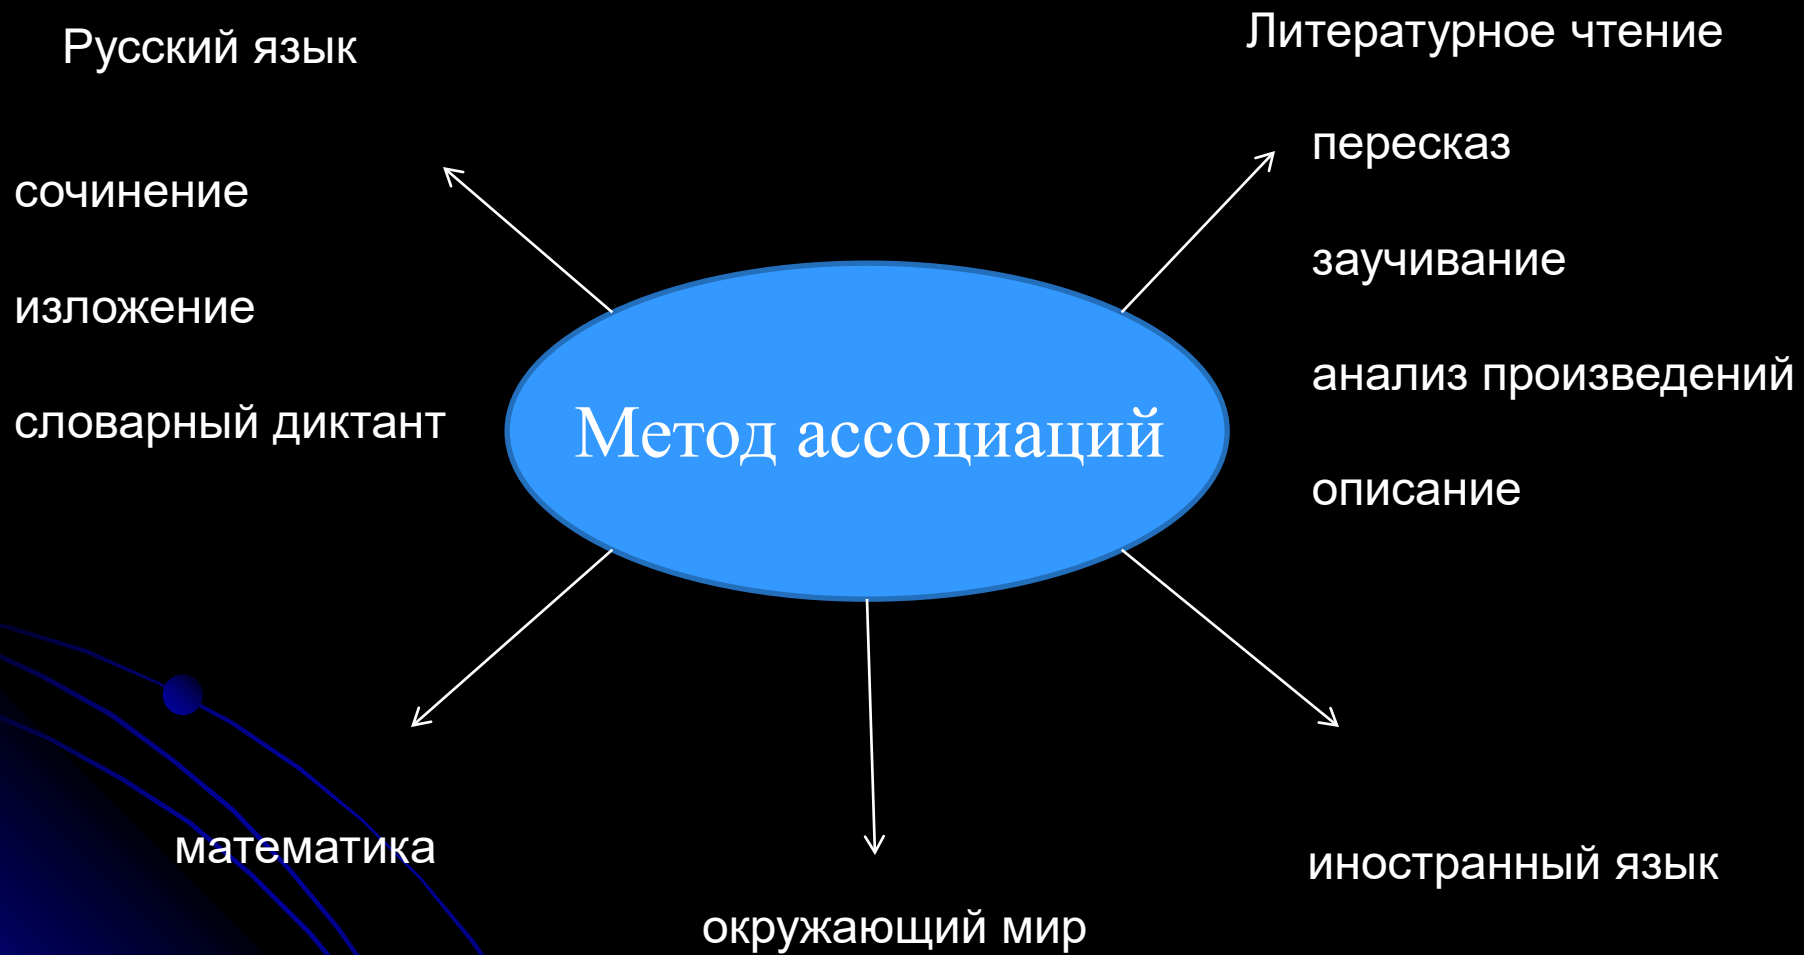 Русский язык
сочинение
изложение
словарный диктант
Литературное чтение
пересказ
заучивание
анализ произведений
описание
Метод ассоциаций
математика
окружающий мир
иностранный язык